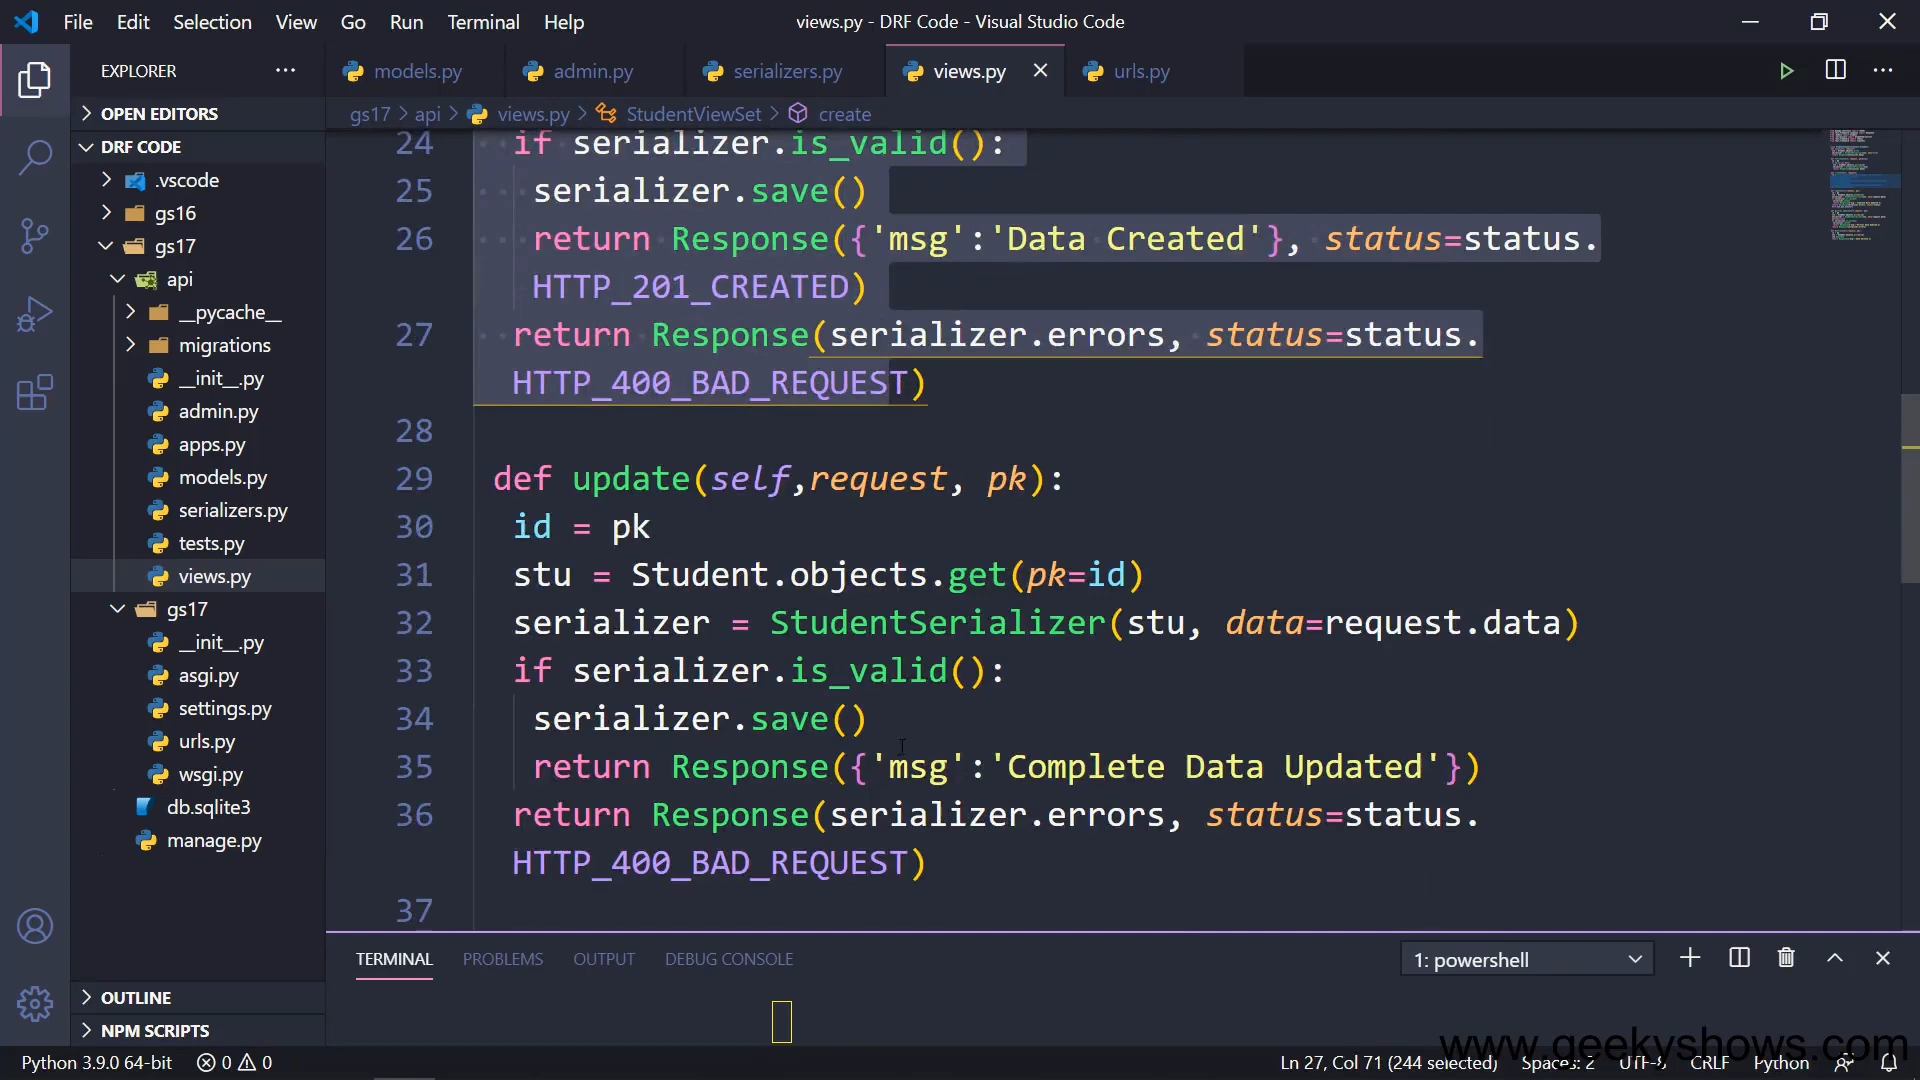 File Edit Selection View Go Run Terminal Help
views.py - DRF Code - Visual Studio Code
EXPLORER
OPEN EDITORS
DRF CODE
.vscode
gs16
gs17
api
__pycache__
migrations
__init__.py
admin.py
apps.py
models.py
serializers.py
tests.py
views.py
gs17
__init__.py
asgi.py
settings.py
urls.py
wsgi.py
db.sqlite3
manage.py
OUTLINE
NPM SCRIPTS
models.py admin.py serializers.py views.py urls.py
gs17 > api > views.py > StudentViewSet > create
24 if serializer.is_valid():
25 serializer.save()
26 return Response({'msg':'Data Created'}, status=status.
HTTP_201_CREATED)
27 return Response(serializer.errors, status=status.
HTTP_400_BAD_REQUEST)
28
29 def update(self,request, pk):
30 id = pk
31 stu = Student.objects.get(pk=id)
32 serializer = StudentSerializer(stu, data=request.data)
33 if serializer.is_valid():
34 serializer.save()
35 return Response({'msg':'Complete Data Updated'})
36 return Response(serializer.errors, status=status.
HTTP_400_BAD_REQUEST)
37
TERMINAL PROBLEMS OUTPUT DEBUG CONSOLE
1: powershell
www.geekyshows.com
Python 3.9.0 64-bit 0 0
Ln 27, Col 71 (244 selected) Spaces: 2 UTF-8 CRLF Python